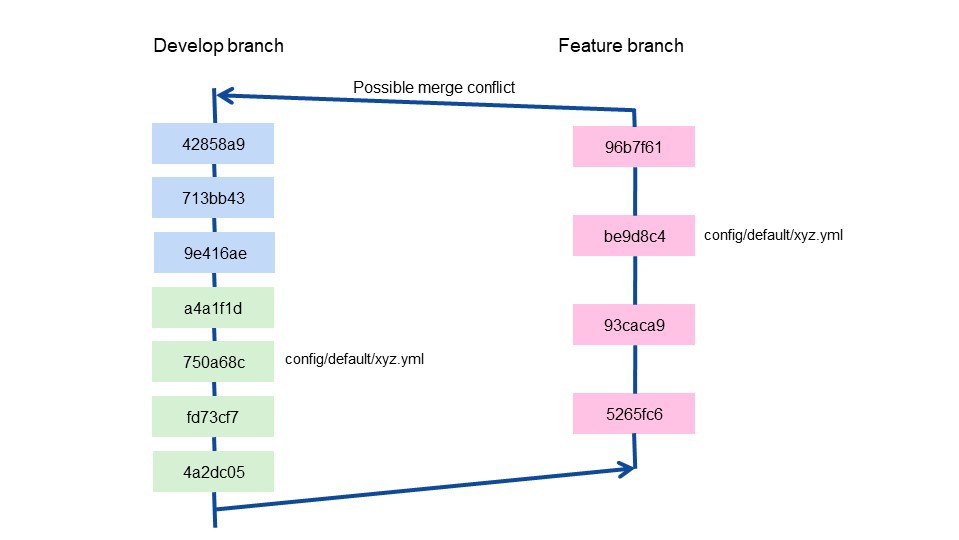 Develop branch
Feature branch
Possible merge conflict
42858a9
96b7f61
713bb43
be9d8c4
config/default/xyz.yml
9e416ae
a4a1f1d
93caca9
750a68c
config/default/xyz.yml
fd73cf7
5265fc6
4a2dc05